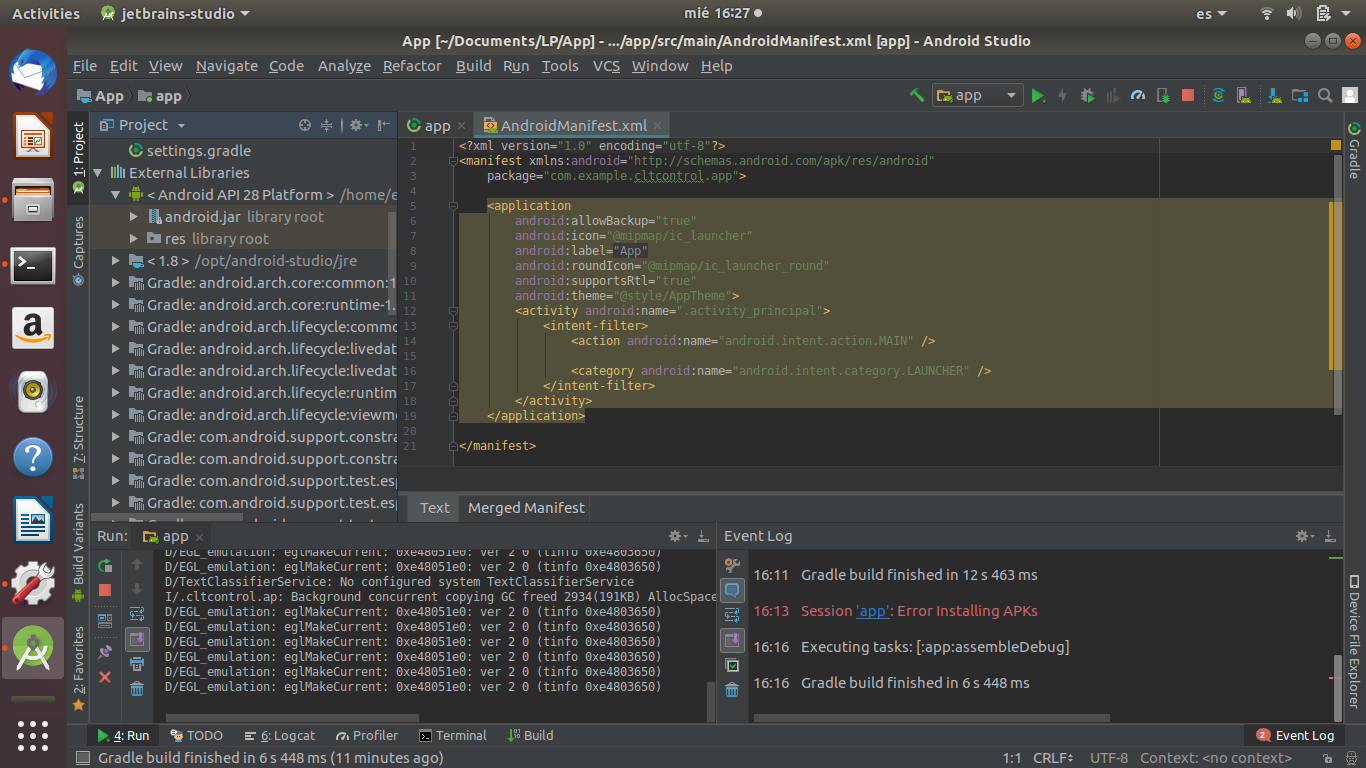 Activities jetbrains-studio mié 16:27 es
App [~/Documents/LP/App] - .../app/src/main/AndroidManifest.xml [app] - Android Studio
File Edit View Navigate Code Analyze Refactor Build Run Tools VCS Window Help
App app app
1: Project
Captures
7: Structure
Build Variants
2: Favorites
Project
settings.gradle
External Libraries
< Android API 28 Platform > /home/e
android.jar library root
res library root
< 1.8 > /opt/android-studio/jre
Gradle: android.arch.core:common:1
Gradle: android.arch.core:runtime-1.
Gradle: android.arch.lifecycle:commo
Gradle: android.arch.lifecycle:livedat
Gradle: android.arch.lifecycle:livedat
Gradle: android.arch.lifecycle:runtim
Gradle: android.arch.lifecycle:viewmo
Gradle: com.android.support.constra
Gradle: com.android.support.constra
Gradle: com.android.support.test.esp
Gradle: com.android.support.test.esp
app AndroidManifest.xml
1 <?xml version="1.0" encoding="utf-8"?>
2 <manifest xmlns:android="http://schemas.android.com/apk/res/android"
3 package="com.example.cltcontrol.app">
4
5 <application
6 android:allowBackup="true"
7 android:icon="@mipmap/ic_launcher"
8 android:label="App"
9 android:roundIcon="@mipmap/ic_launcher_round"
10 android:supportsRtl="true"
11 android:theme="@style/AppTheme">
12 <activity android:name=".activity_principal">
13 <intent-filter>
14 <action android:name="android.intent.action.MAIN" />
15
16 <category android:name="android.intent.category.LAUNCHER" />
17 </intent-filter>
18 </activity>
19 </application>
20
21 </manifest>
Text Merged Manifest
Gradle
Device File Explorer
Run: app
D/EGL_emulation: eglMakeCurrent: 0xe48051e0: ver 2 0 (tinfo 0xe4803650)
D/EGL_emulation: eglMakeCurrent: 0xe48051e0: ver 2 0 (tinfo 0xe4803650)
D/TextClassifierService: No configured system TextClassifierService
I/.cltcontrol.ap: Background concurrent copying GC freed 2934(191KB) AllocSpace
D/EGL_emulation: eglMakeCurrent: 0xe48051e0: ver 2 0 (tinfo 0xe4803650)
D/EGL_emulation: eglMakeCurrent: 0xe48051e0: ver 2 0 (tinfo 0xe4803650)
D/EGL_emulation: eglMakeCurrent: 0xe48051e0: ver 2 0 (tinfo 0xe4803650)
D/EGL_emulation: eglMakeCurrent: 0xe48051e0: ver 2 0 (tinfo 0xe4803650)
D/EGL_emulation: eglMakeCurrent: 0xe48051e0: ver 2 0 (tinfo 0xe4803650)
D/EGL_emulation: eglMakeCurrent: 0xe48051e0: ver 2 0 (tinfo 0xe4803650)
Event Log
16:11 Gradle build finished in 12 s 463 ms
16:13 Session 'app': Error Installing APKs
16:16 Executing tasks: [:app:assembleDebug]
16:16 Gradle build finished in 6 s 448 ms
4: Run TODO 6: Logcat Profiler Terminal Build 2 Event Log
Gradle build finished in 6 s 448 ms (11 minutes ago) 1:1 CRLF UTF-8 Context: <no context>